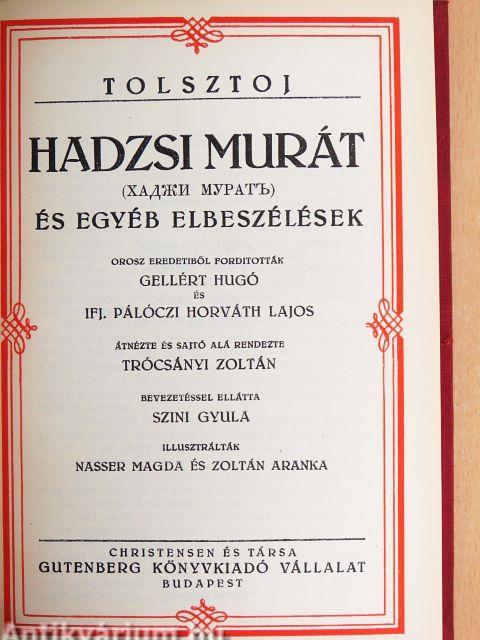 TOLSZTOJ
HADZSI MURÁT
(ХАДЖИ МУРАТЪ)
ÉS EGYÉB ELBESZÉLÉSEK
OROSZ EREDETIBŐL FORDITOTTÁK
GELLÉRT HUGÓ
ÉS
IFJ. PÁLÓCZI HORVÁTH LAJOS
ÁTNÉZTE ÉS SAJTÓ ALÁ RENDEZTE
TRÓCSÁNYI ZOLTÁN
BEVEZETÉSSEL ELLÁTTA
SZINI GYULA
ILLUSZTRÁLTÁK
NASSER MAGDA ÉS ZOLTÁN ARANKA
CHRISTENSEN ÉS TÁRSA
GUTENBERG KÖNYVKIADÓ VÁLLALAT
BUDAPEST